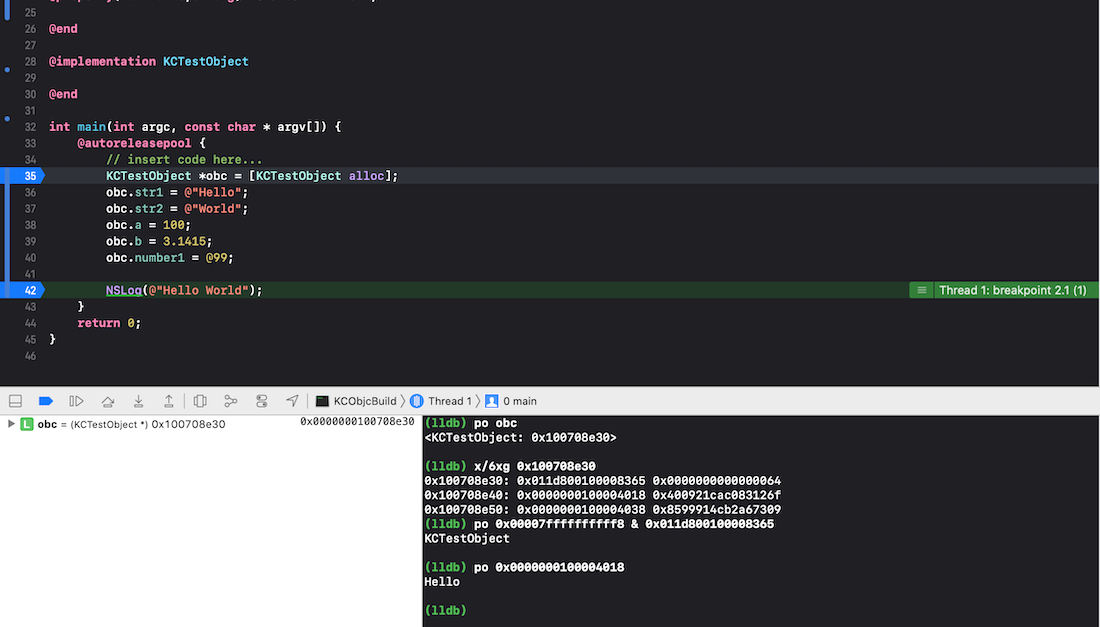 25
26 @end
27
28 @implementation KCTestObject
29
30 @end
31
32 int main(int argc, const char * argv[]) {
33 @autoreleasepool {
34 // insert code here...
35 KCTestObject *obc = [KCTestObject alloc];
36 obc.str1 = @"Hello";
37 obc.str2 = @"World";
38 obc.a = 100;
39 obc.b = 3.1415;
40 obc.number1 = @99;
41
42 NSLog(@"Hello World"); Thread 1: breakpoint 2.1 (1)
43 }
44 return 0;
45 }
46
KCObjcBuild Thread 1 0 main
L obc = (KCTestObject *) 0x100708e30
0x0000000100708e30
(lldb) po obc
<KCTestObject: 0x100708e30>
(lldb) x/6xg 0x100708e30
0x100708e30: 0x011d800100008365 0x0000000000000064
0x100708e40: 0x0000000100004018 0x400921cac083126f
0x100708e50: 0x0000000100004038 0x8599914cb2a67309
(lldb) po 0x00007ffffffffff8 & 0x011d800100008365
KCTestObject
(lldb) po 0x0000000100004018
Hello
(lldb)